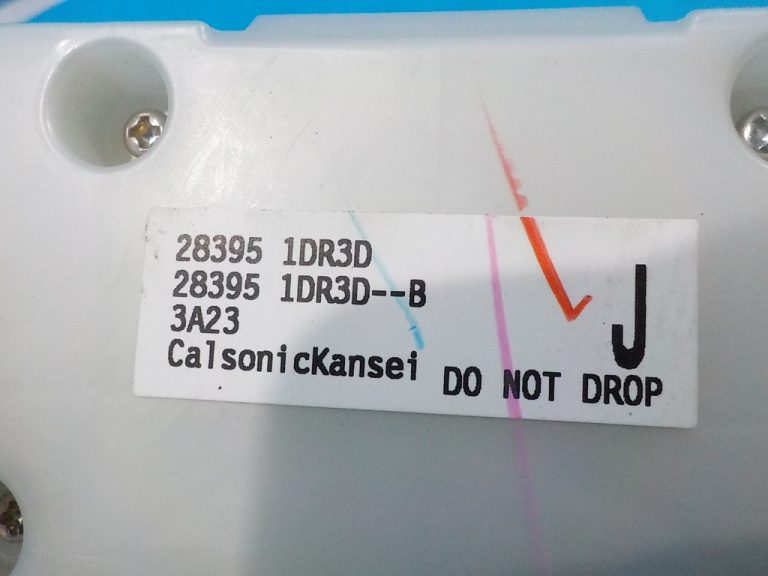 28395 1DR3D
28395 1DR3D--B
3A23
CalsonicKansei
DO NOT DROP
J